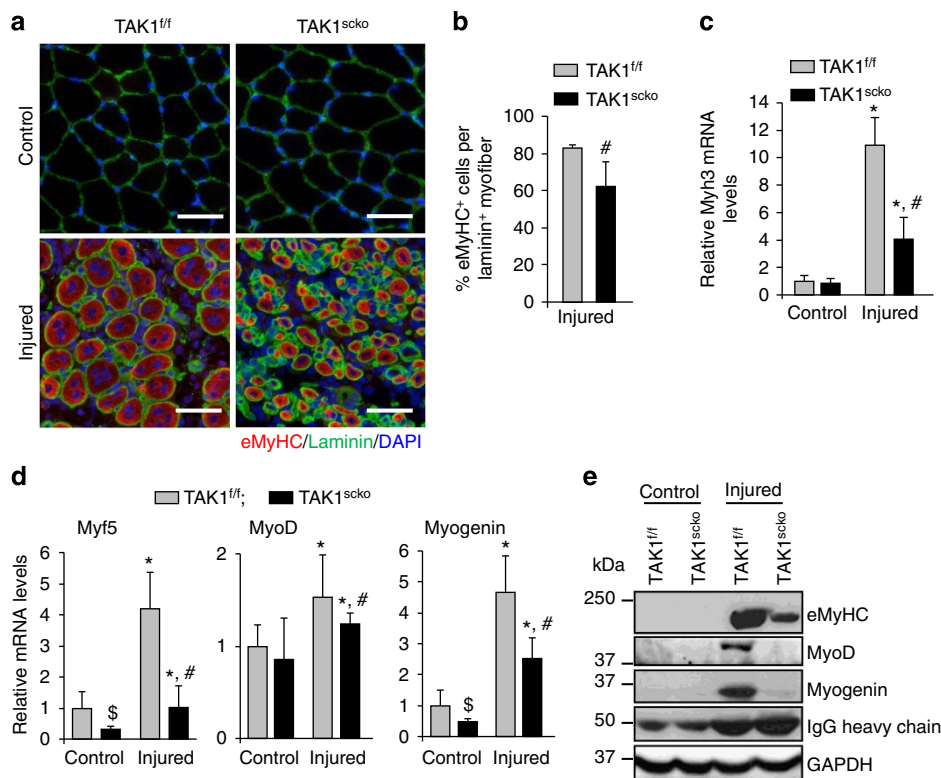 a
TAK1f/f
TAK1scko
Control
Injured
eMyHC/Laminin/DAPI
b
TAK1f/f
TAK1scko
% eMyHC+ cells per
laminin+ myofiber
100
80
60
40
20
0
#
Injured
c
TAK1f/f
TAK1scko
Relative Myh3 mRNA
levels
14
12
10
8
6
4
2
0
*
*, #
Control
Injured
d
TAK1f/f;
TAK1scko
Relative mRNA levels
Myf5
6
5
4
3
2
1
0
$
*
*, #
Control
Injured
MyoD
2
1
0
*
*, #
Control
Injured
Myogenin
6
5
4
3
2
1
0
$
*
*, #
Control
Injured
e
Control
Injured
kDa
TAK1f/f
TAK1scko
TAK1f/f
TAK1scko
250
eMyHC
37
MyoD
37
Myogenin
50
IgG heavy chain
37
GAPDH